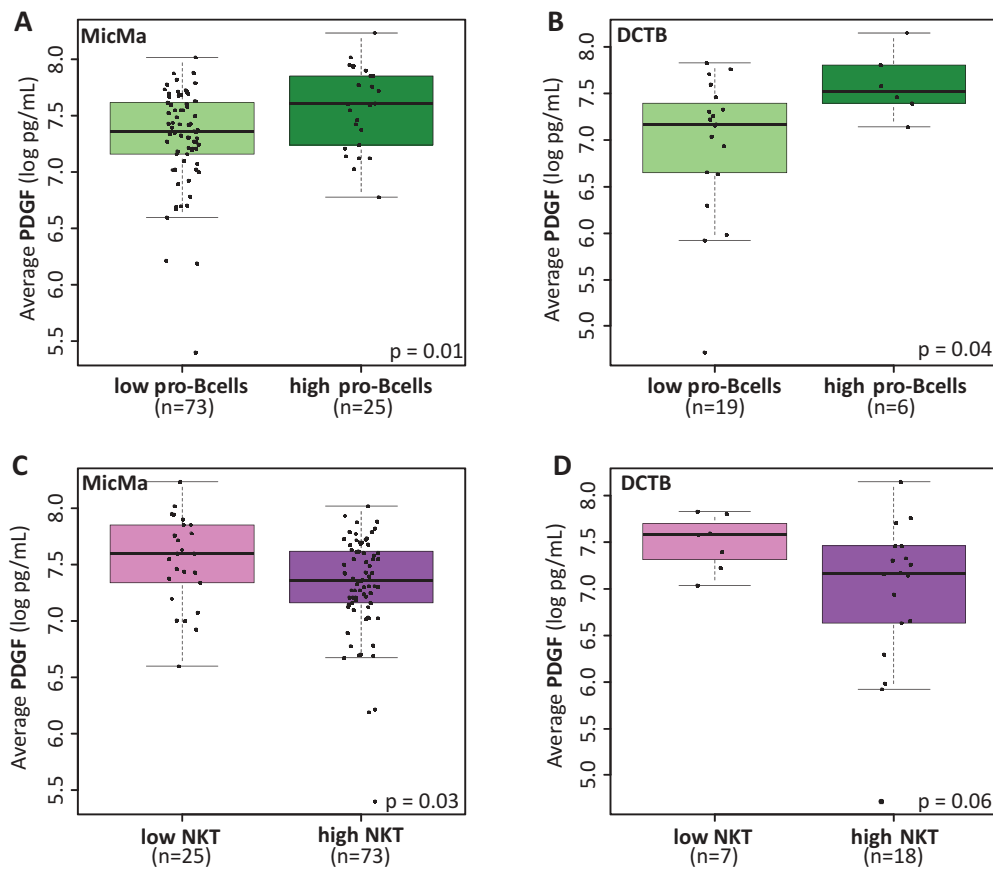 A
MicMa
Average PDGF (log pg/mL)
8.0
7.5
7.0
6.5
6.0
5.5
p = 0.01
low pro-Bcells
(n=73)
high pro-Bcells
(n=25)
B
DCTB
Average PDGF (log pg/mL)
8.0
7.5
7.0
6.5
6.0
5.5
5.0
p = 0.04
low pro-Bcells
(n=19)
high pro-Bcells
(n=6)
C
MicMa
Average PDGF (log pg/mL)
8.0
7.5
7.0
6.5
6.0
5.5
p = 0.03
low NKT
(n=25)
high NKT
(n=73)
D
DCTB
Average PDGF (log pg/mL)
8.0
7.5
7.0
6.5
6.0
5.5
5.0
p = 0.06
low NKT
(n=7)
high NKT
(n=18)